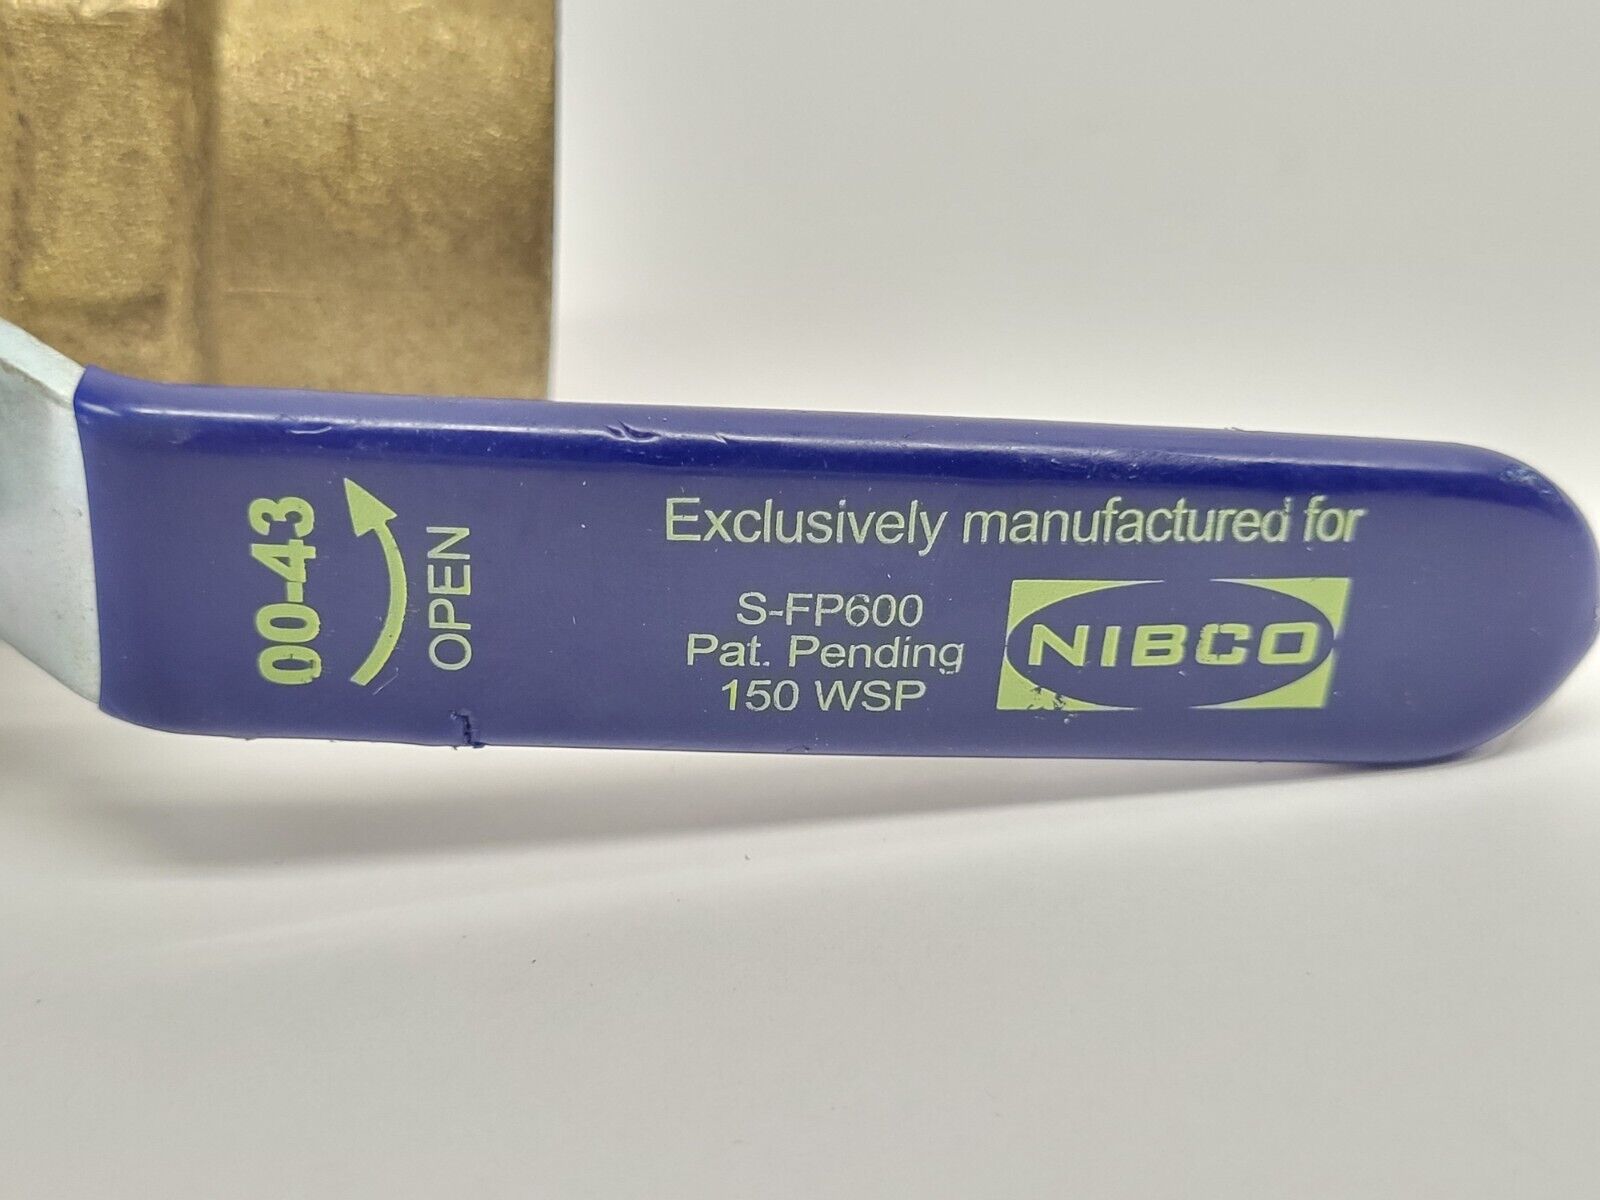 00-43
OPEN
Exclusively manufactured for
S-FP600
Pat. Pending
150 WSP
NIBCO